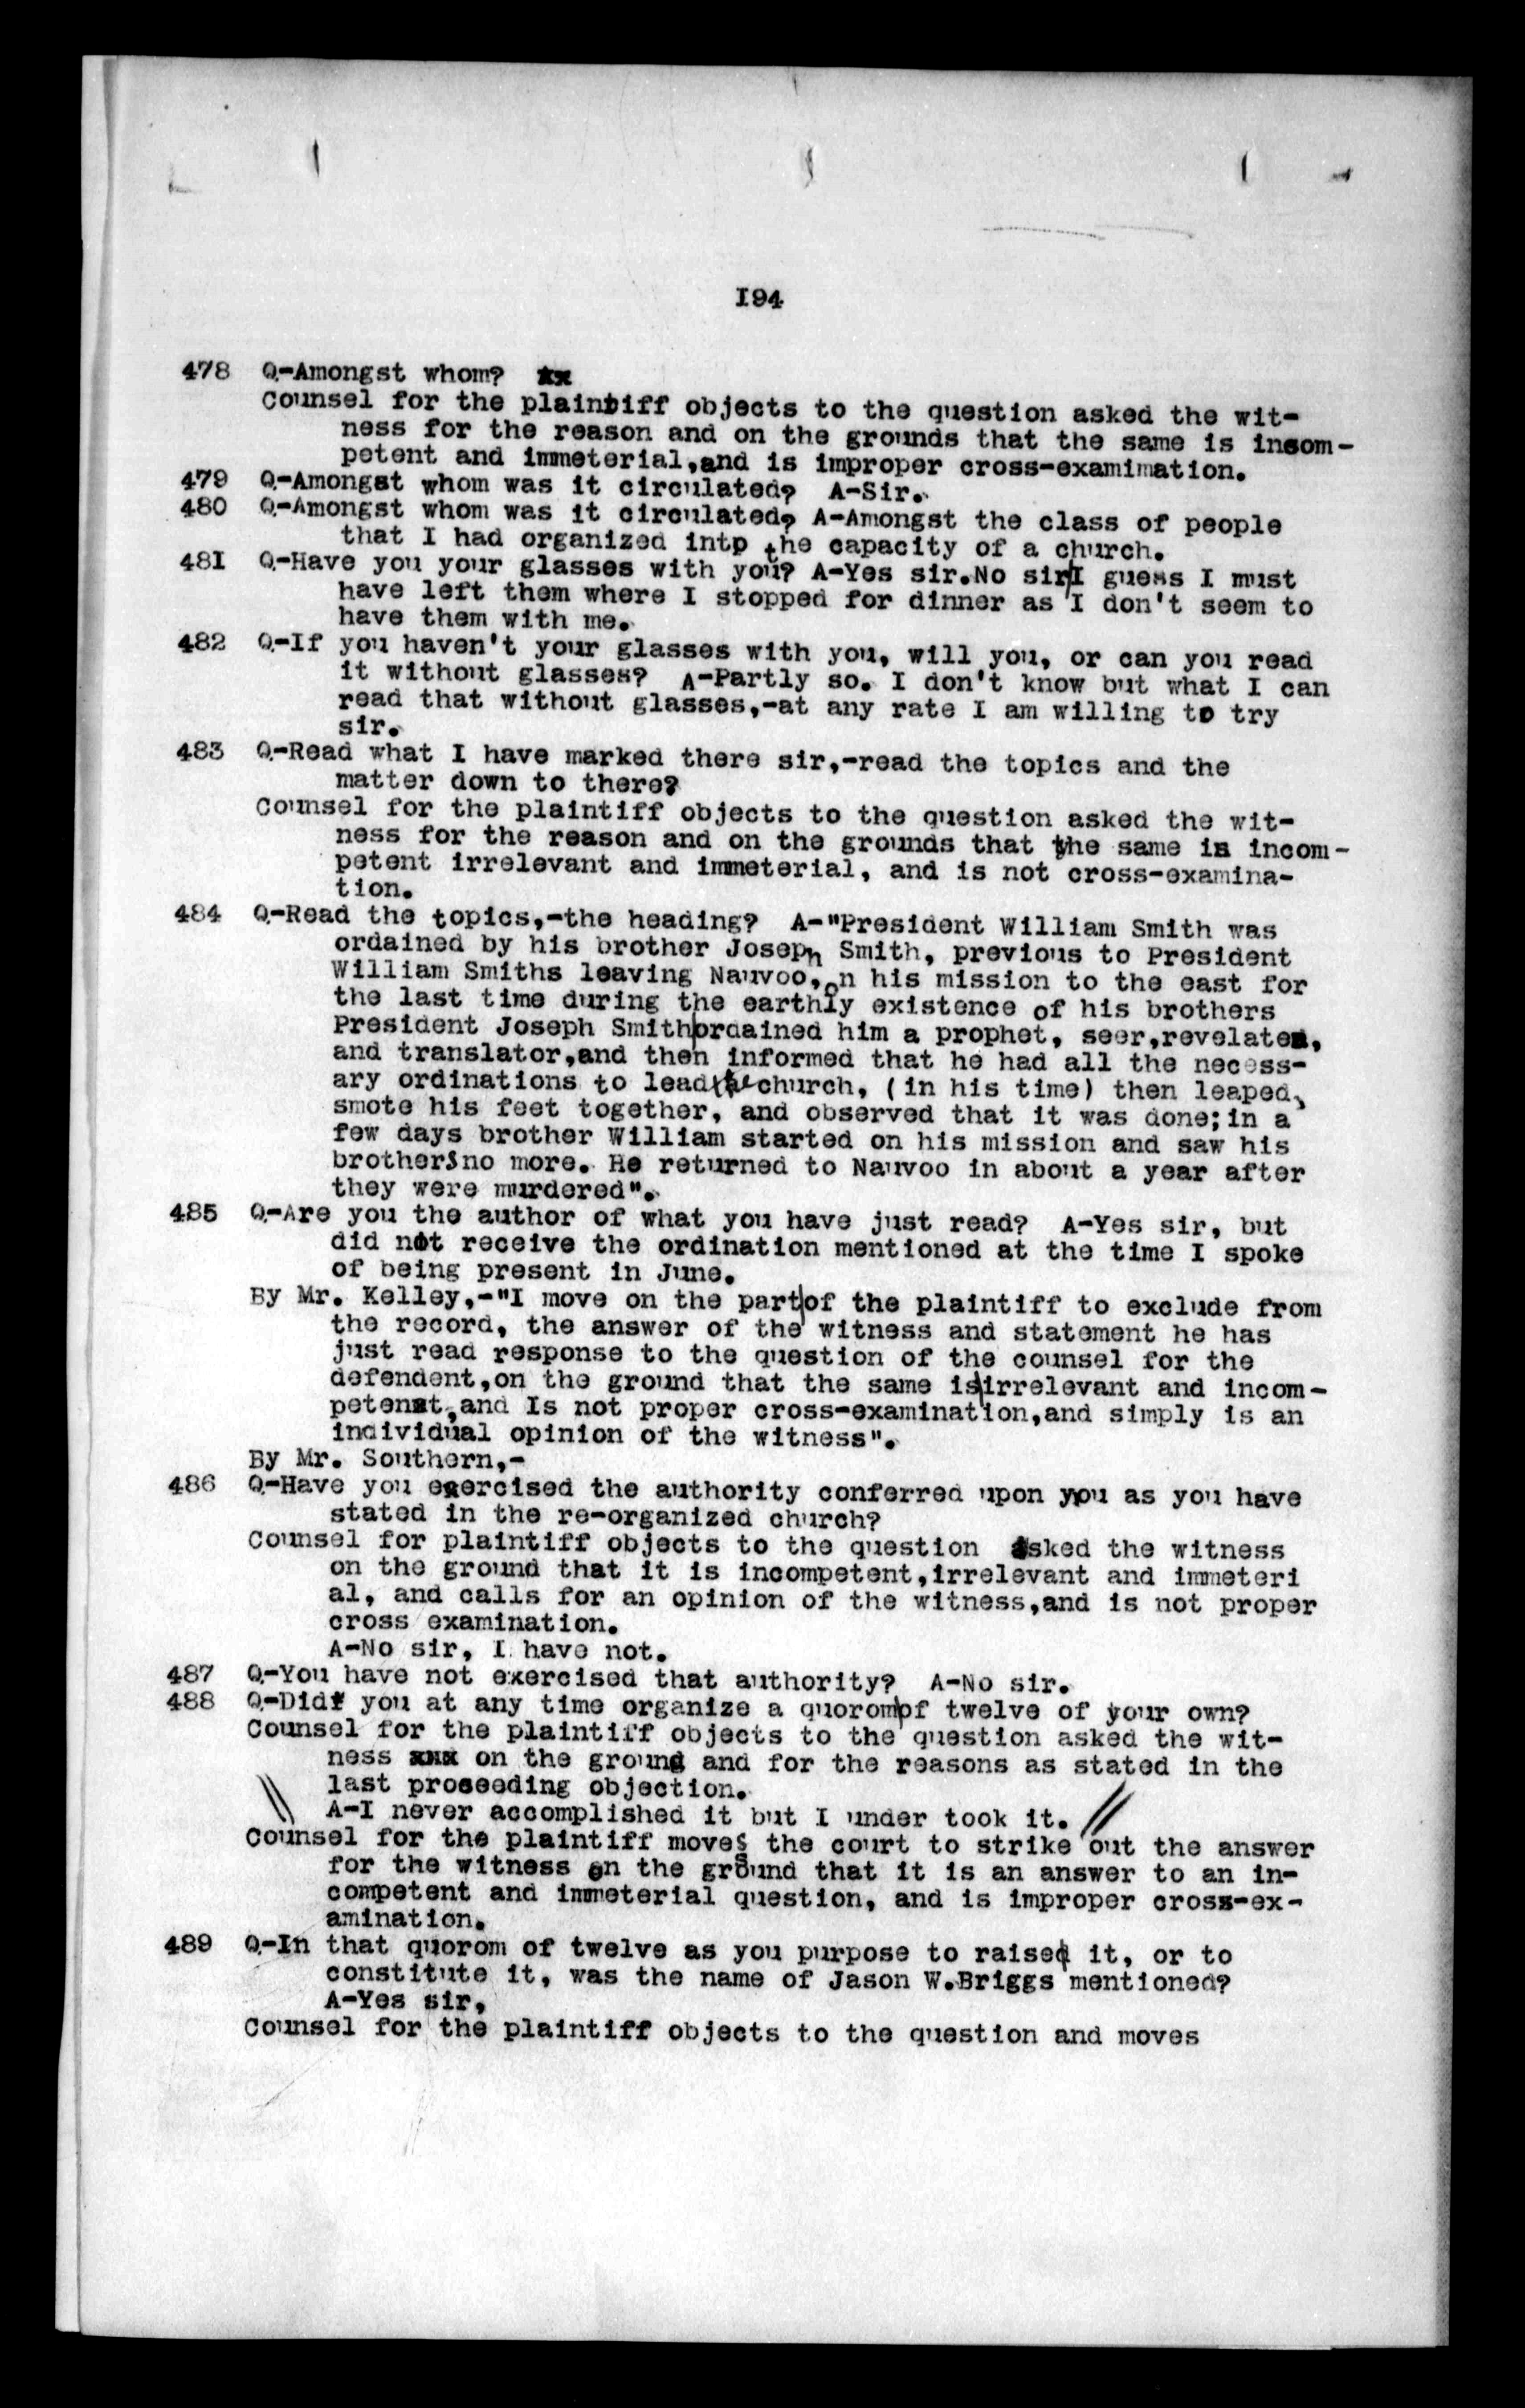 194
478 Q-Amongst whom? xx
Counsel for the plaintiff objects to the question asked the wit-
ness for the reason and on the grounds that the same is incom-
petent and immeterial,and is improper cross-examimation.
479 Q-Amongst whom was it circulated? A-Sir.
480 Q-Amongst whom was it circulated? A-Amongst the class of people
that I had organized intp the capacity of a church.
481 Q-Have you your glasses with you? A-Yes sir.No sir/I guess I must
have left them where I stopped for dinner as I don't seem to
have them with me.
482 Q-If you haven't your glasses with you, will you, or can you read
it without glasses? A-Partly so. I don't know but what I can
read that without glasses,-at any rate I am willing to try
sir.
483 Q-Read what I have marked there sir,-read the topics and the
matter down to there?
Counsel for the plaintiff objects to the question asked the wit-
ness for the reason and on the grounds that the same is incom-
petent irrelevant and immeterial, and is not cross-examina-
tion.
484 Q-Read the topics,-the heading? A-"President William Smith was
ordained by his brother Joseph Smith, previous to President
William Smiths leaving Nauvoo,on his mission to the east for
the last time during the earthly existence of his brothers
President Joseph Smith|ordained him a prophet, seer,revelater,
and translator,and then informed that he had all the necess-
ary ordinations to lead the church, (in his time) then leaped,
smote his feet together, and observed that it was done;in a
few days brother William started on his mission and saw his
brothers no more. He returned to Nauvoo in about a year after
they were murdered".
485 Q-Are you the author of what you have just read? A-Yes sir, but
did not receive the ordination mentioned at the time I spoke
of being present in June.
By Mr. Kelley,-"I move on the part|of the plaintiff to exclude from
the record, the answer of the witness and statement he has
just read response to the question of the counsel for the
defendent,on the ground that the same is|irrelevant and incom-
petent,and Is not proper cross-examination,and simply is an
individual opinion of the witness".
By Mr. Southern,-
486 Q-Have you exercised the authority conferred upon you as you have
stated in the re-organized church?
Counsel for plaintiff objects to the question asked the witness
on the ground that it is incompetent,irrelevant and immeteri
al, and calls for an opinion of the witness,and is not proper
cross examination.
A-No sir, I have not.
487 Q-You have not exercised that authority? A-No sir.
488 Q-Did you at any time organize a quorom|of twelve of your own?
Counsel for the plaintiff objects to the question asked the wit-
ness xxx on the ground and for the reasons as stated in the
last proseeding objection.
\\ A-I never accomplished it but I under took it. //
Counsel for the plaintiff moves the court to strike out the answer
for the witness on the ground that it is an answer to an in-
competent and immeterial question, and is improper cross-ex-
amination.
489 Q-In that quorom of twelve as you purpose to raise it, or to
constitute it, was the name of Jason W.Briggs mentioned?
A-Yes sir,
Counsel for the plaintiff objects to the question and moves